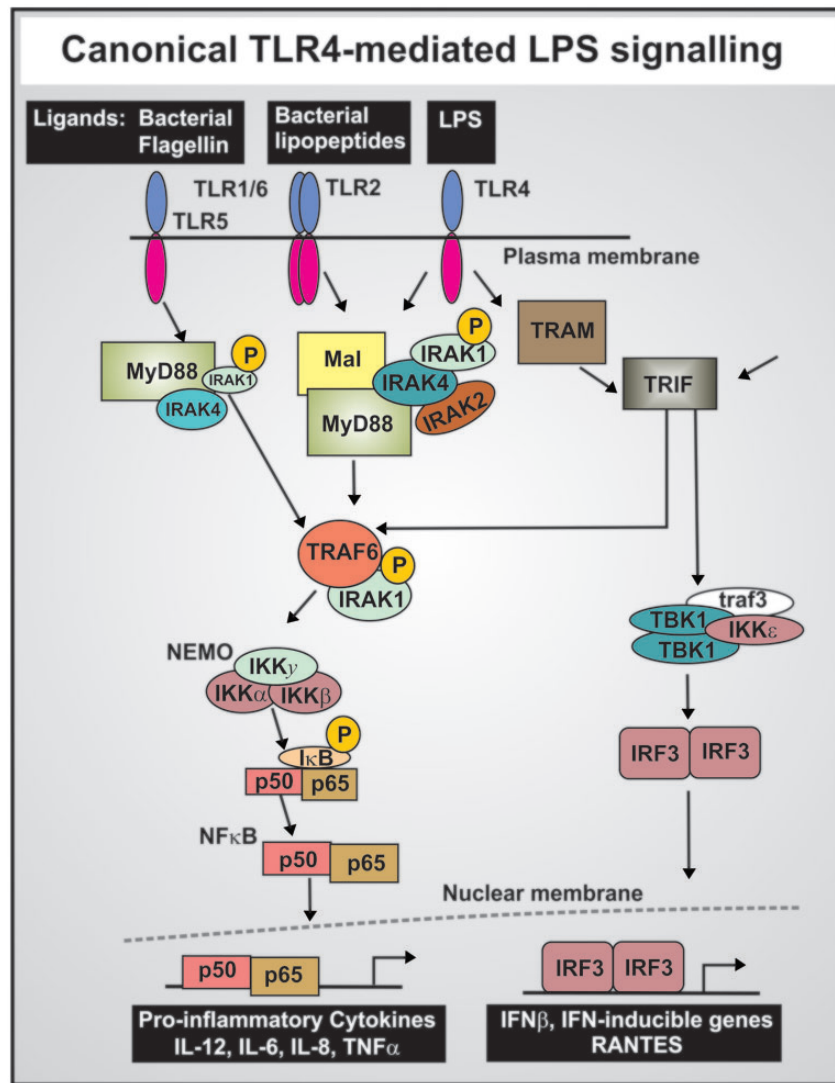 Canonical TLR4-mediated LPS signalling
Ligands: Bacterial
Flagellin
Bacterial
lipopeptides
LPS
TLR1/6
TLR2
TLR4
TLR5
Plasma membrane
TRAM
P
P
Mal
IRAK1
MyD88
IRAK1
IRAK4
TRIF
IRAK4
IRAK2
MyD88
TRAF6
P
IRAK1
traf3
TBK1
IKKε
TBK1
NEMO
IKKy
IKKα
IKKβ
P
IκB
p50
p65
IRF3
IRF3
NFκB
p50
p65
Nuclear membrane
p50
p65
IRF3
IRF3
Pro-inflammatory Cytokines
IL-12, IL-6, IL-8, TNFα
IFNβ, IFN-inducible genes
RANTES